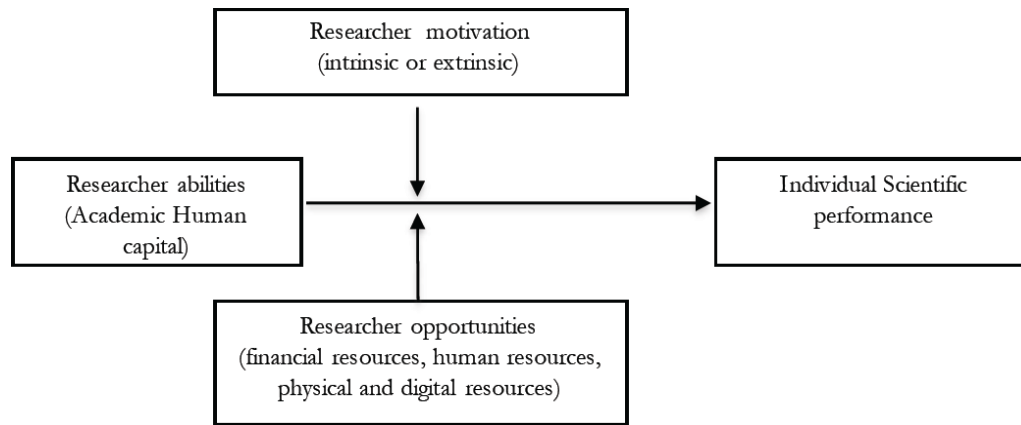 Researcher motivation
(intrinsic or extrinsic)
Researcher abilities
(Academic Human
capital)
Individual Scientific
performance
Researcher opportunities
(financial resources, human resources,
physical and digital resources)